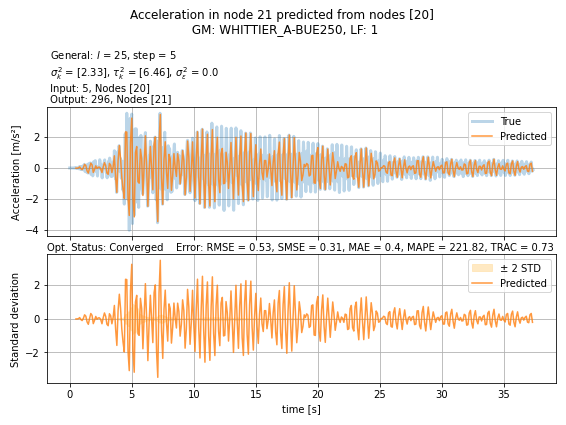 Acceleration in node 21 predicted from nodes [20]
GM: WHITTIER_A-BUE250, LF: 1
General: l = 25, step = 5
σ²ₖ = [2.33], τ²ₖ = [6.46], σ²ε = 0.0
Input: 5, Nodes [20]
Output: 296, Nodes [21]
True
Predicted
Acceleration [m/s²]
2
0
−2
−4
Opt. Status: Converged    Error: RMSE = 0.53, SMSE = 0.31, MAE = 0.4, MAPE = 221.82, TRAC = 0.73
± 2 STD
Predicted
Standard deviation
2
0
−2
0 5 10 15 20 25 30 35
time [s]